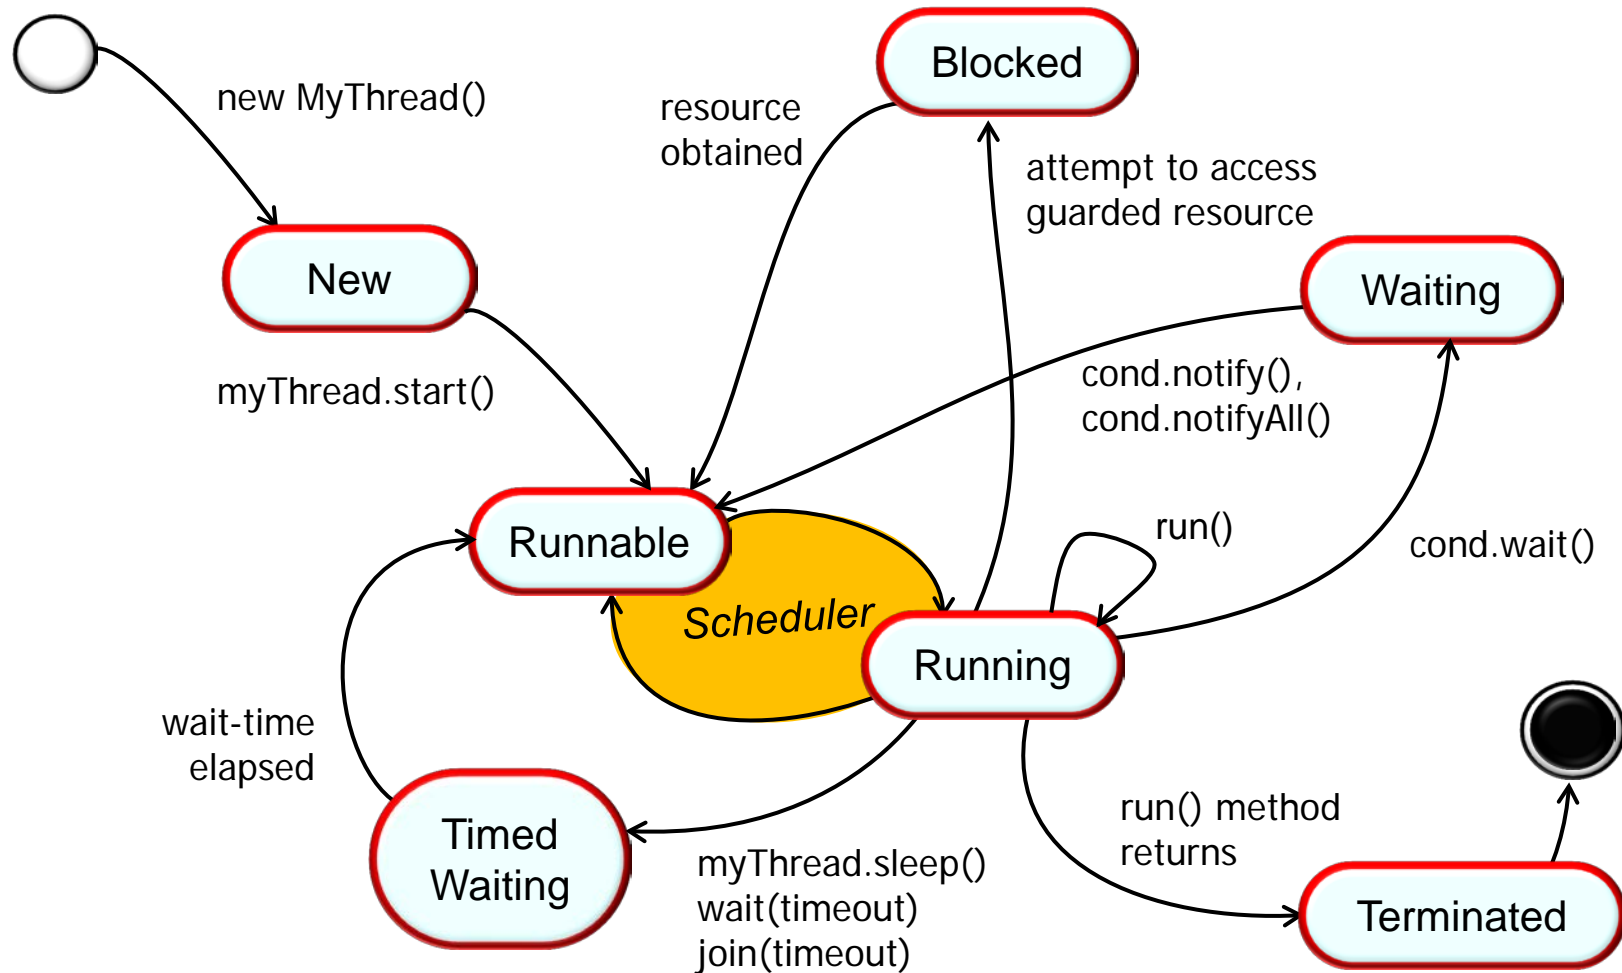 Blocked
new MyThread()
resource
obtained
attempt to access
guarded resource
New
Waiting
myThread.start()
cond.notify(),
cond.notifyAll()
Runnable
run()
cond.wait()
Scheduler
Running
wait-time
elapsed
Timed
Waiting
myThread.sleep()
wait(timeout)
join(timeout)
run() method
returns
Terminated